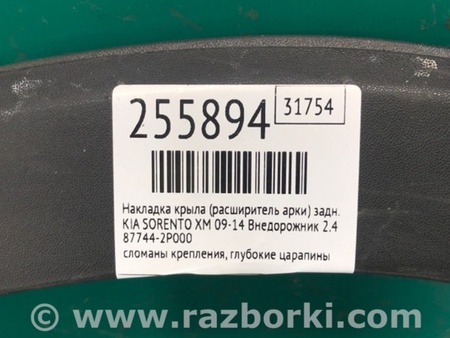 255894 31754
Накладка крыла (расширитель арки) задн.
KIA SORENTO XM 09-14 Внедорожник 2.4
87744-2P000
сломаны крепления, глубокие царапины
© www.razborki.com